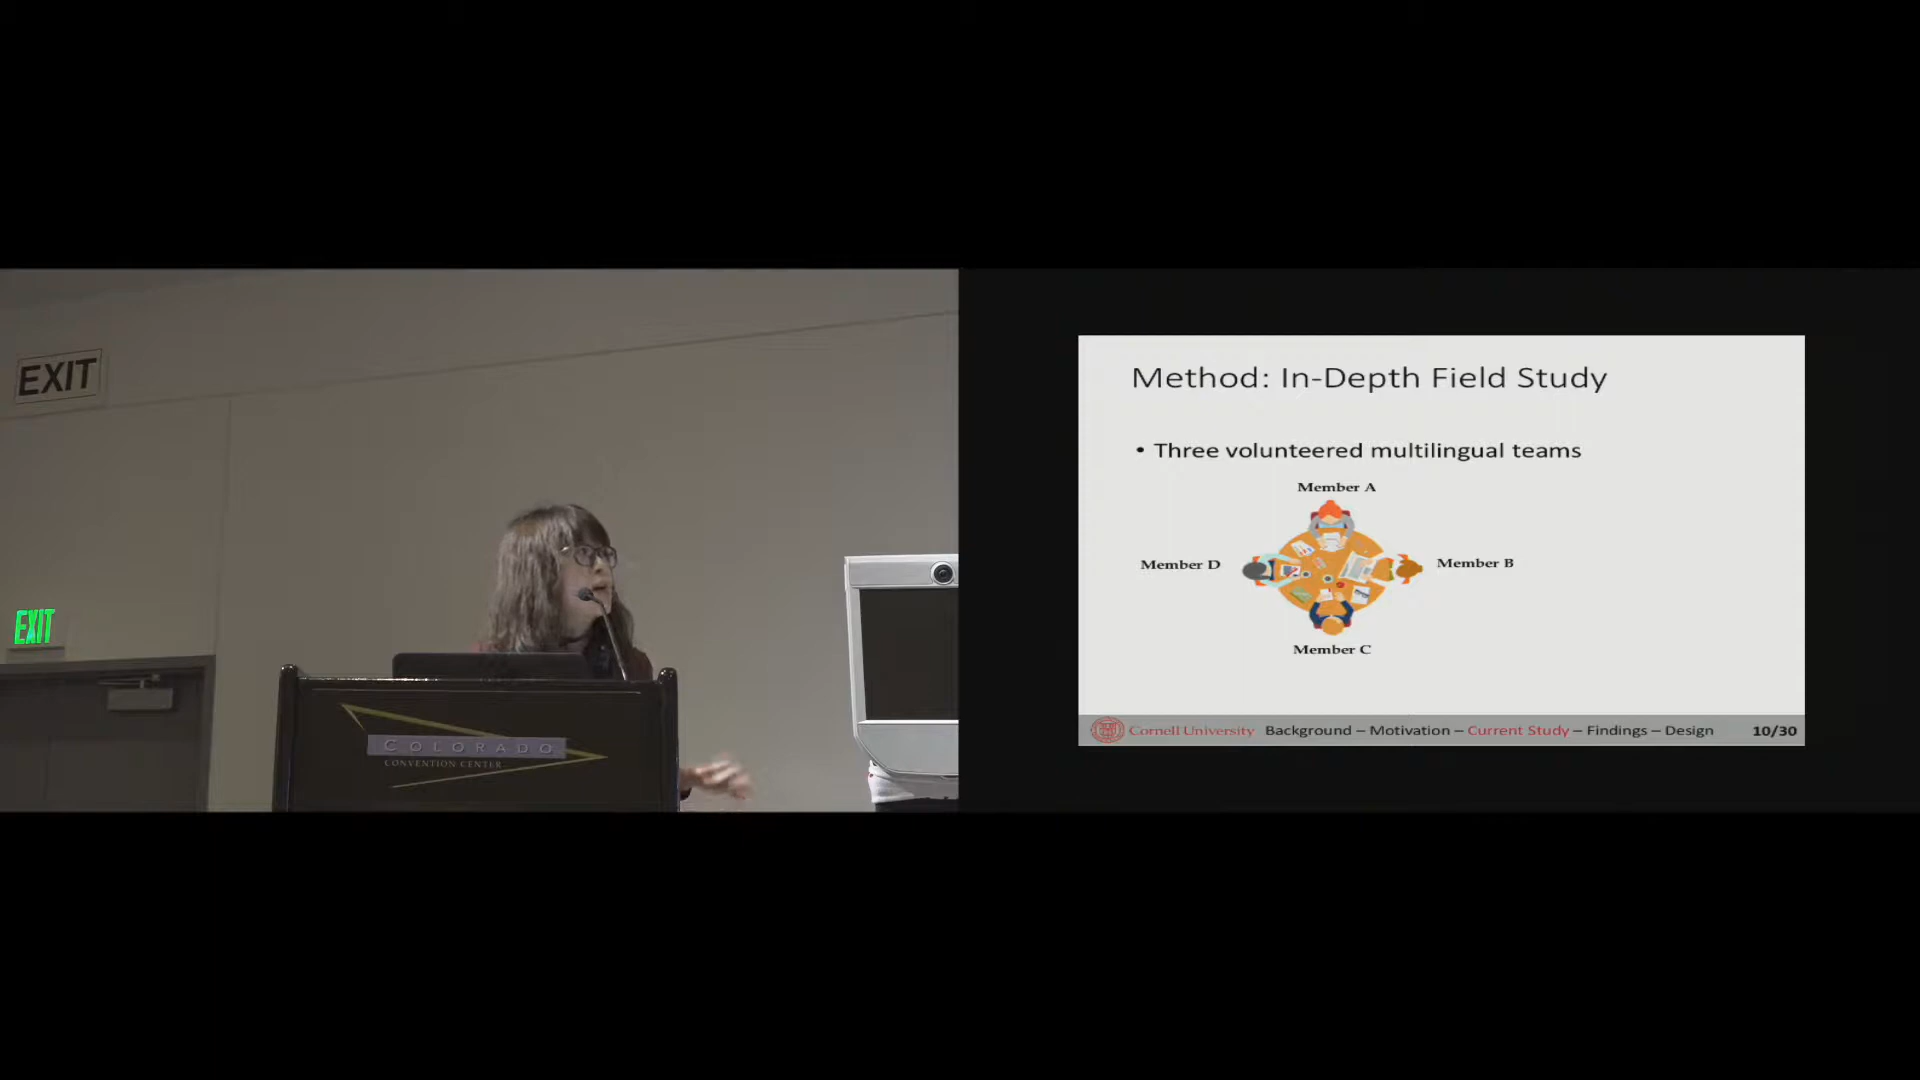 EXIT
EXIT
COLORADO
CONVENTION CENTER
Method: In-Depth Field Study
• Three volunteered multilingual teams
Member A
Member D
Member B
Member C
Cornell University Background – Motivation – Current Study – Findings – Design 10/30